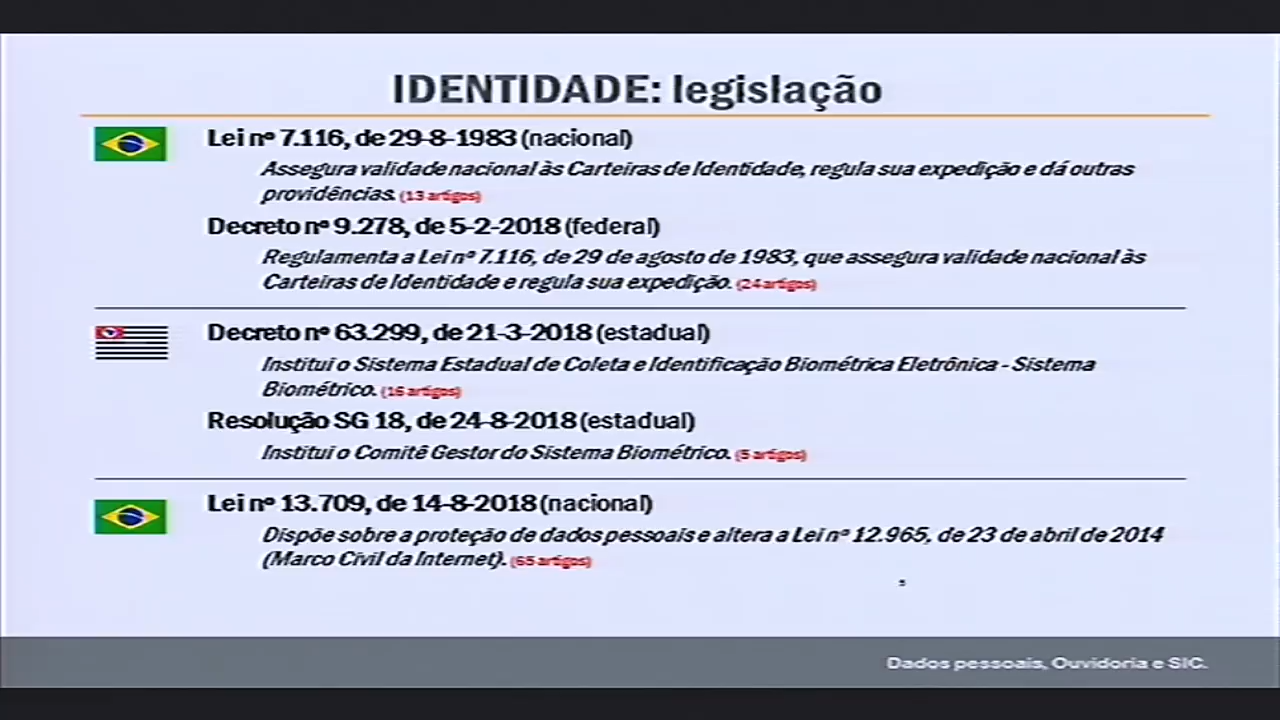 IDENTIDADE: legislação
Lei nº 7.116, de 29-8-1983 (nacional)
Assegura validade nacional às Carteiras de Identidade, regula sua expedição e dá outras
providências. (13 artigos)
Decreto nº 9.278, de 5-2-2018 (federal)
Regulamenta a Lei nº 7.116, de 29 de agosto de 1983, que assegura validade nacional às
Carteiras de Identidade e regula sua expedição. (24 artigos)
Decreto nº 63.299, de 21-3-2018 (estadual)
Institui o Sistema Estadual de Coleta e Identificação Biométrica Eletrônica - Sistema
Biométrico. (16 artigos)
Resolução SG 18, de 24-8-2018 (estadual)
Institui o Comitê Gestor do Sistema Biométrico. (5 artigos)
Lei nº 13.709, de 14-8-2018 (nacional)
Dispõe sobre a proteção de dados pessoais e altera a Lei nº 12.965, de 23 de abril de 2014
(Marco Civil da Internet). (65 artigos)
Dados pessoais, Ouvidoria e SIC.